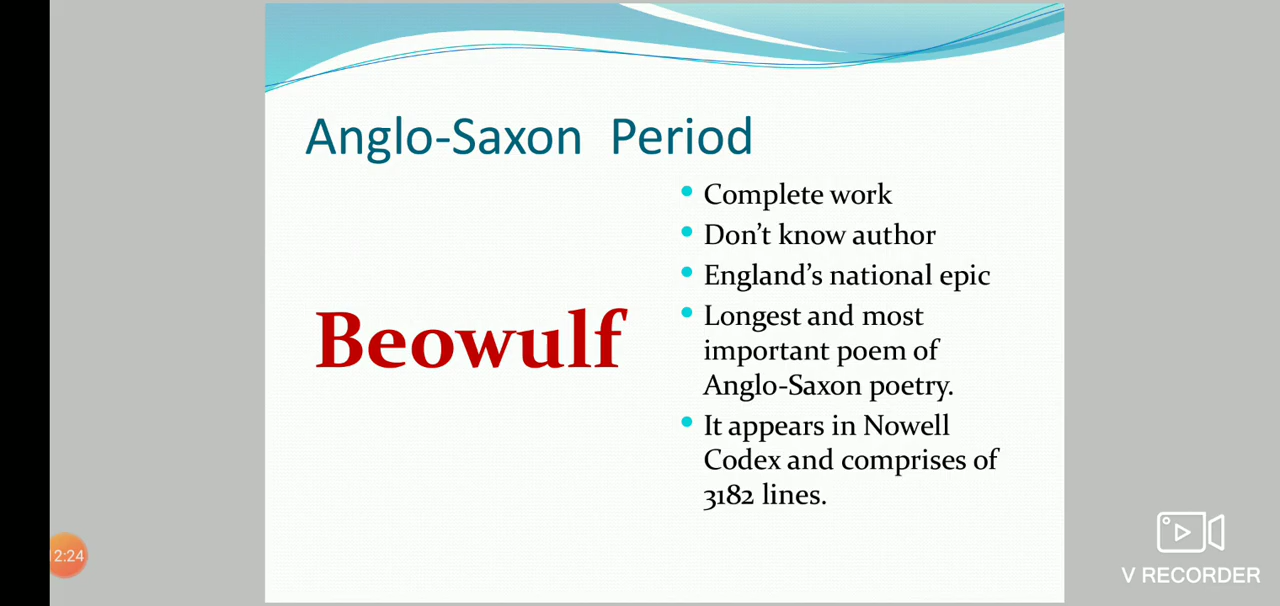 Anglo-Saxon Period
Beowulf
Complete work
Don't know author
England's national epic
Longest and most
important poem of
Anglo-Saxon poetry.
It appears in Nowell
Codex and comprises of
3182 lines.
2:24
V RECORDER